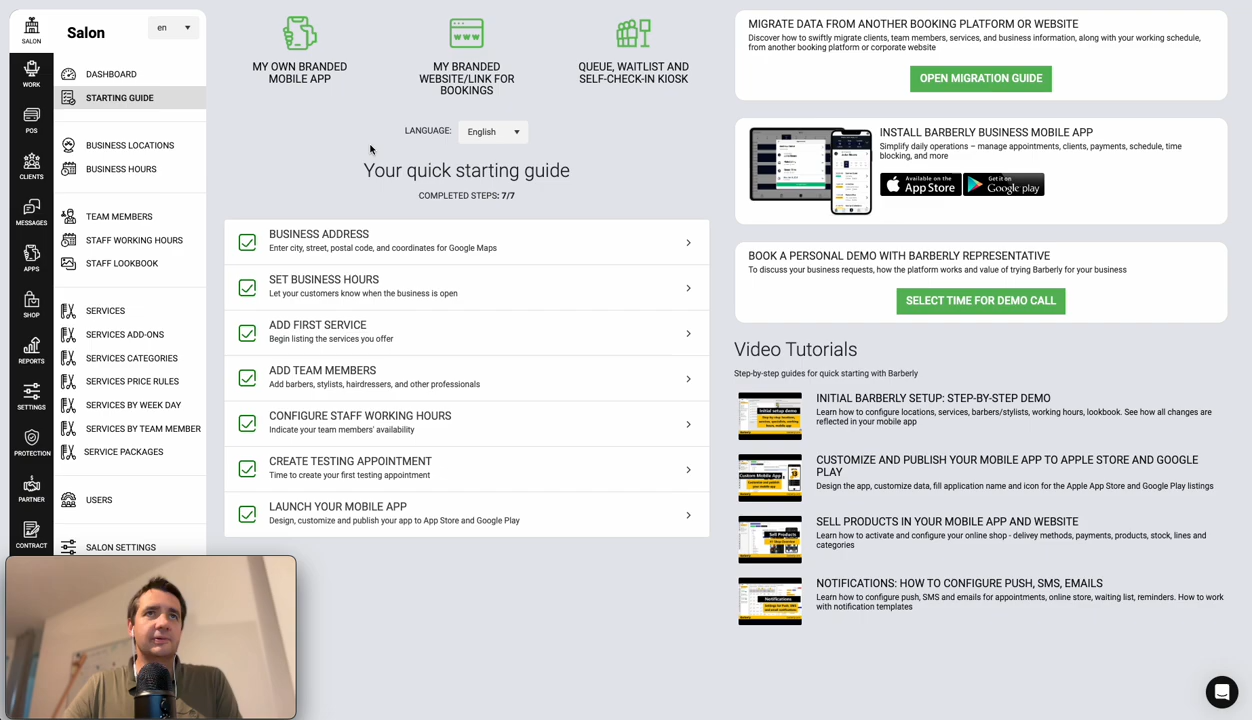 SALON
WORK
POS
CLIENTS
MESSAGES
APPS
SHOP
REPORTS
SETTINGS
PROTECTION
PARTNER
CONTRACT
Salon
en
DASHBOARD
STARTING GUIDE
BUSINESS LOCATIONS
BUSINESS HOURS
TEAM MEMBERS
STAFF WORKING HOURS
STAFF LOOKBOOK
SERVICES
SERVICES ADD-ONS
SERVICES CATEGORIES
SERVICES PRICE RULES
SERVICES BY WEEK DAY
SERVICES BY TEAM MEMBER
SERVICE PACKAGES
USERS
SALON SETTINGS
MY OWN BRANDED
MOBILE APP
MY BRANDED
WEBSITE/LINK FOR
BOOKINGS
QUEUE, WAITLIST AND
SELF-CHECK-IN KIOSK
LANGUAGE:
English
Your quick starting guide
COMPLETED STEPS: 7/7
BUSINESS ADDRESS
Enter city, street, postal code, and coordinates for Google Maps
SET BUSINESS HOURS
Let your customers know when the business is open
ADD FIRST SERVICE
Begin listing the services you offer
ADD TEAM MEMBERS
Add barbers, stylists, hairdressers, and other professionals
CONFIGURE STAFF WORKING HOURS
Indicate your team members' availability
CREATE TESTING APPOINTMENT
Time to create your first testing appointment
LAUNCH YOUR MOBILE APP
Design, customize and publish your app to App Store and Google Play
MIGRATE DATA FROM ANOTHER BOOKING PLATFORM OR WEBSITE
Discover how to swiftly migrate clients, team members, services, and business information, along with your working schedule,
from another booking platform or corporate website
OPEN MIGRATION GUIDE
INSTALL BARBERLY BUSINESS MOBILE APP
Simplify daily operations – manage appointments, clients, payments, schedule, time
blocking, and more
Available on the
App Store
Get it on
Google play
BOOK A PERSONAL DEMO WITH BARBERLY REPRESENTATIVE
To discuss your business requests, how the platform works and value of trying Barberly for your business
SELECT TIME FOR DEMO CALL
Video Tutorials
Step-by-step guides for quick starting with Barberly
Initial setup demo
INITIAL BARBERLY SETUP: STEP-BY-STEP DEMO
Learn how to configure locations, services, barbers/stylists, working hours, lookbook. See how all changes are
reflected in your mobile app
Custom Mobile App
CUSTOMIZE AND PUBLISH YOUR MOBILE APP TO APPLE STORE AND GOOGLE
PLAY
Design the app, customize data, fill application name and icon for the Apple App Store and Google Play listings
Sell Products
SELL PRODUCTS IN YOUR MOBILE APP AND WEBSITE
Learn how to activate and configure your online shop - delivey methods, payments, products, stock, lines and
categories
Notifications
NOTIFICATIONS: HOW TO CONFIGURE PUSH, SMS, EMAILS
Learn how to configure push, SMS and emails for appointments, online store, waiting list, reminders. How to work
with notification templates